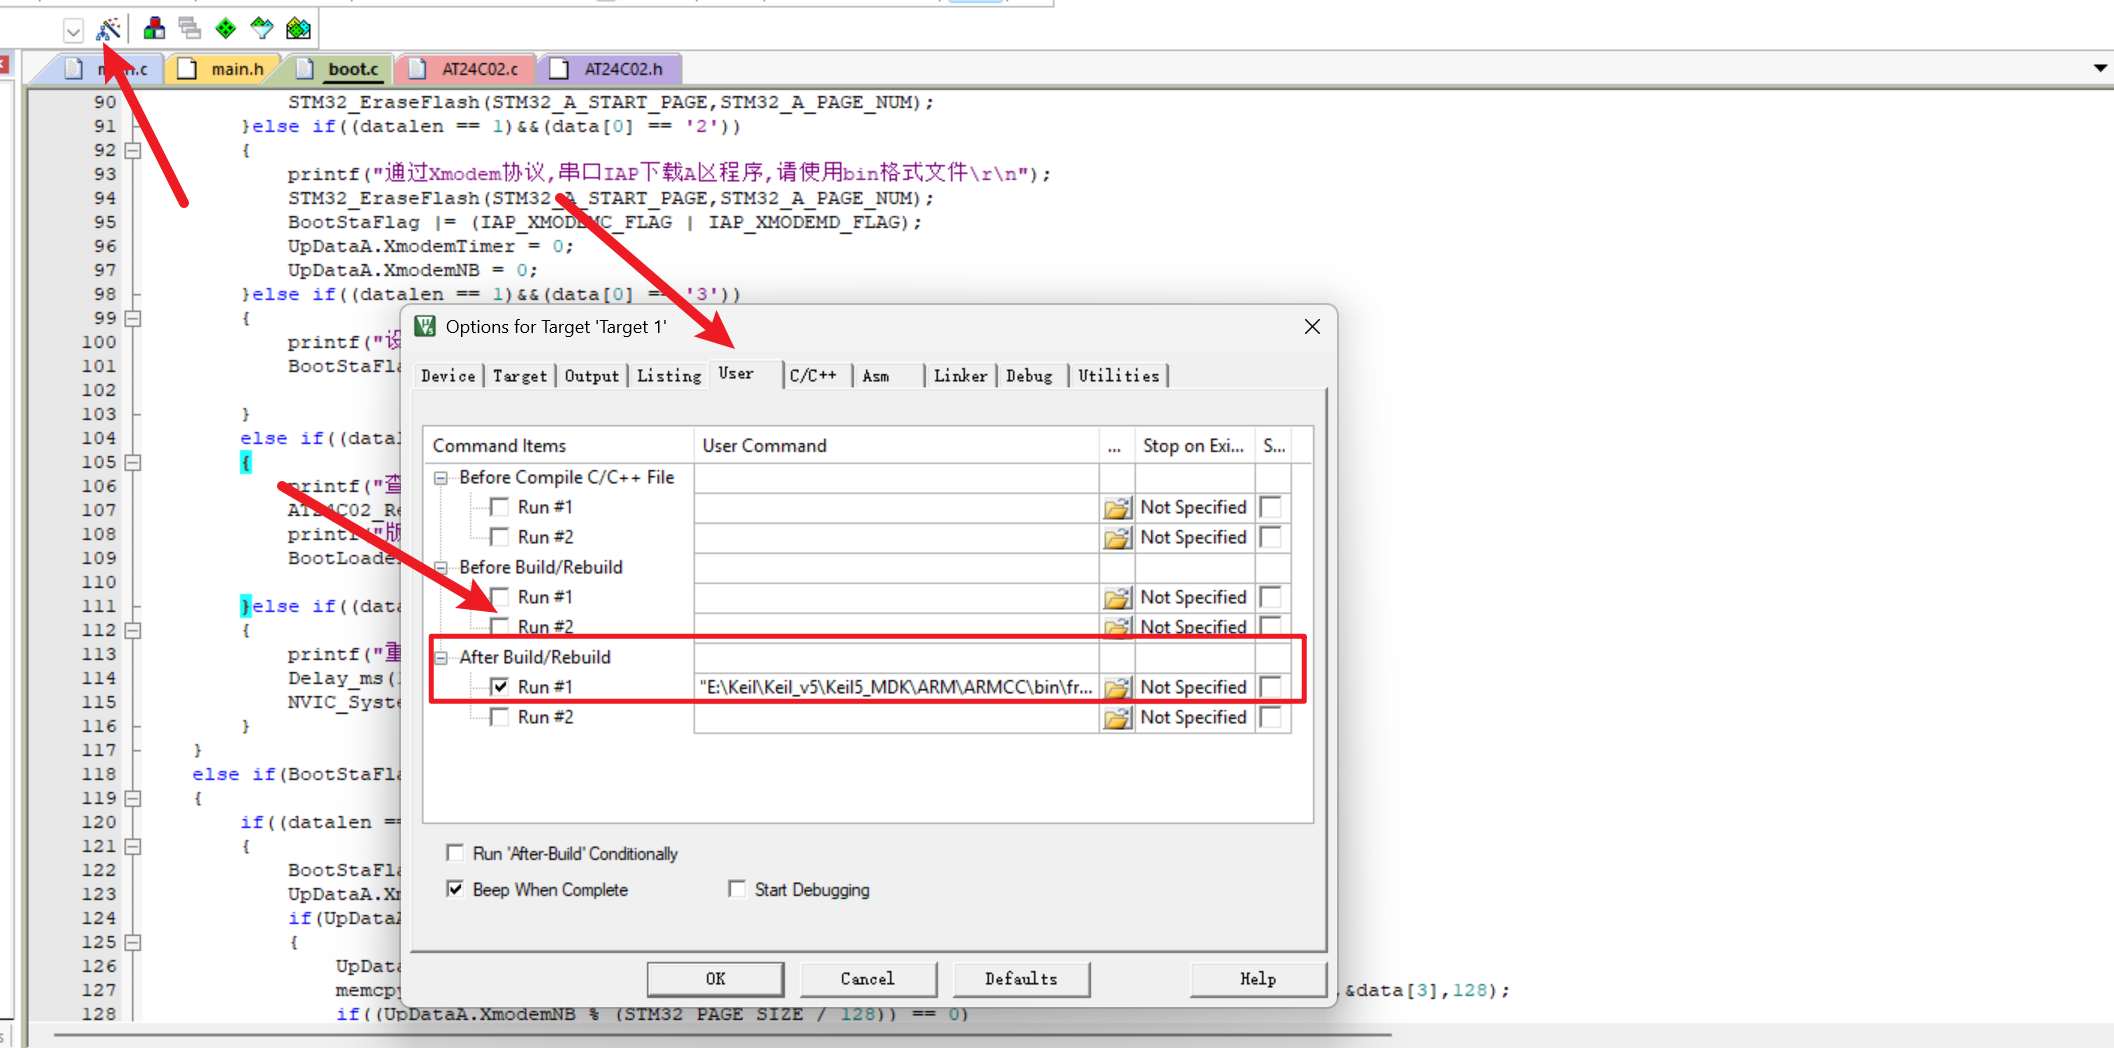 main.h
boot.c
AT24C02.c
AT24C02.h
90 STM32_EraseFlash(STM32_A_START_PAGE,STM32_A_PAGE_NUM);
91 }else if((datalen == 1)&&(data[0] == '2'))
92 {
93 printf("通过Xmodem协议,串口IAP下载A区程序,请使用bin格式文件\r\n");
94 STM32_EraseFlash(STM32_A_START_PAGE,STM32_A_PAGE_NUM);
95 BootStaFlag |= (IAP_XMODEMC_FLAG | IAP_XMODEMD_FLAG);
96 UpDataA.XmodemTimer = 0;
97 UpDataA.XmodemNB = 0;
98 }else if((datalen == 1)&&(data[0] == '3'))
99 {
100 printf("设
101 BootStaFla
102
103 }
104 else if((datal
105 {
106 printf("查
107 AT24C02_Re
108 printf("版
109 BootLoade
110
111 }else if((data
112 {
113 printf("重
114 Delay_ms(
115 NVIC_Syste
116 }
117 }
118 else if(BootStaFla
119 {
120 if((datalen ==
121 {
122 BootStaFla
123 UpDataA.Xm
124 if(UpDataA
125 {
126 UpData
127 memcpy ,&data[3],128);
128 if((UpDataA.XmodemNB % (STM32_PAGE_SIZE / 128)) == 0)
Options for Target 'Target 1'
Device Target Output Listing User C/C++ Asm Linker Debug Utilities
Command Items User Command ... Stop on Exi... S...
Before Compile C/C++ File
Run #1 Not Specified
Run #2 Not Specified
Before Build/Rebuild
Run #1 Not Specified
Run #2 Not Specified
After Build/Rebuild
Run #1 "E:\Keil\Keil_v5\Keil5_MDK\ARM\ARMCC\bin\fr... Not Specified
Run #2 Not Specified
Run 'After-Build' Conditionally
Beep When Complete Start Debugging
OK Cancel Defaults Help